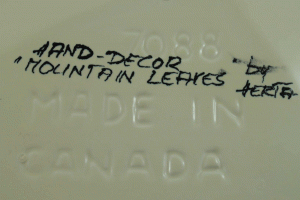 7088
HAND-DECOR by
"MOUNTAIN LEAVES HERTA
MADE IN
CANADA